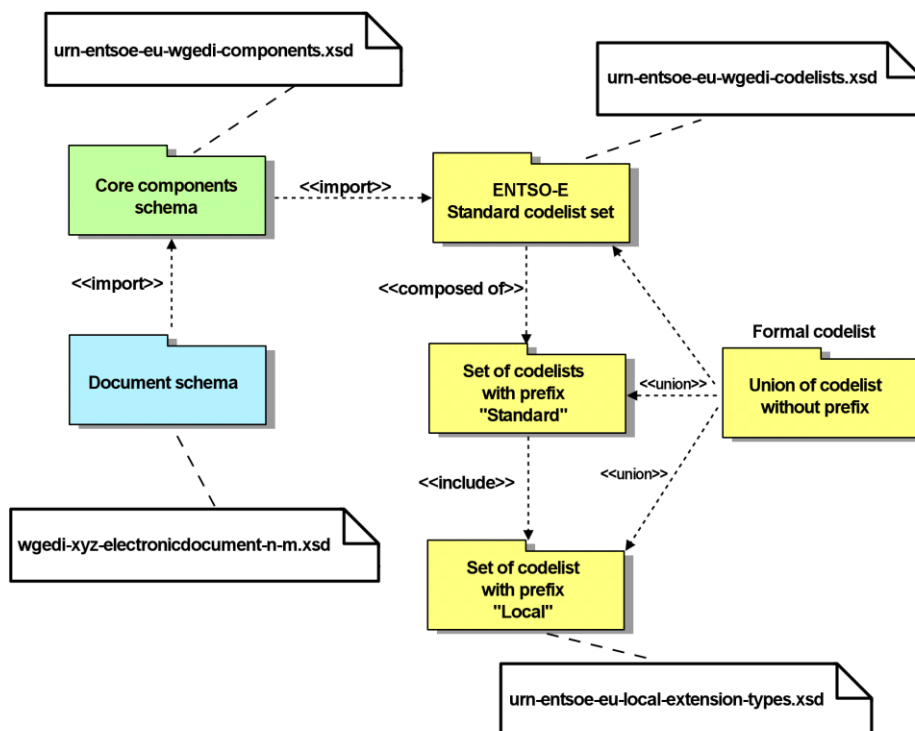 urn-entsoe-eu-wgedi-components.xsd
urn-entsoe-eu-wgedi-codelists.xsd
Core components
schema
<<import>>
ENTSO-E
Standard codelist set
<<import>>
<<composed of>>
Document schema
Set of codelists
with prefix
"Standard"
<<union>>
Formal codelist
Union of codelist
without prefix
<<include>>
<<union>>
wgedi-xyz-electronicdocument-n-m.xsd
Set of codelist
with prefix
"Local"
urn-entsoe-eu-local-extension-types.xsd